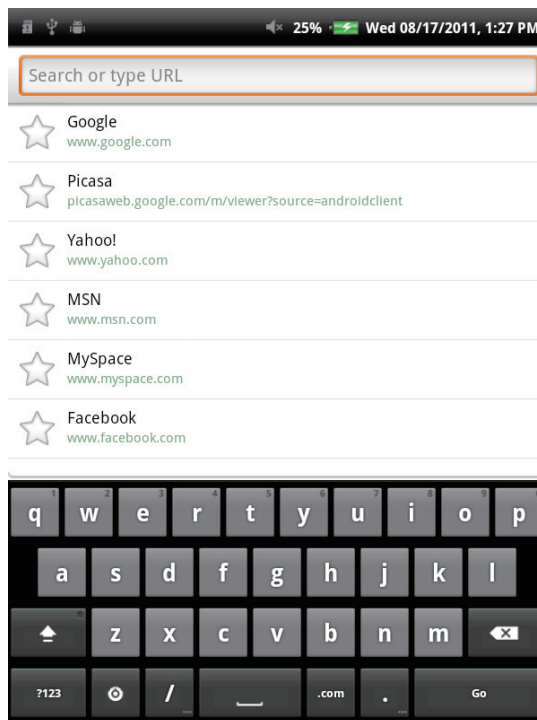 25% Wed 08/17/2011, 1:27 PM
Search or type URL
Google
www.google.com
Picasa
picasaweb.google.com/m/viewer?source=androidclient
Yahoo!
www.yahoo.com
MSN
www.msn.com
MySpace
www.myspace.com
Facebook
www.facebook.com
1 2 3 4 5 6 7 8 9
q w e r t y u i o p
a s d f g h j k l
z x c v b n m
?123 / ... .com . ... Go